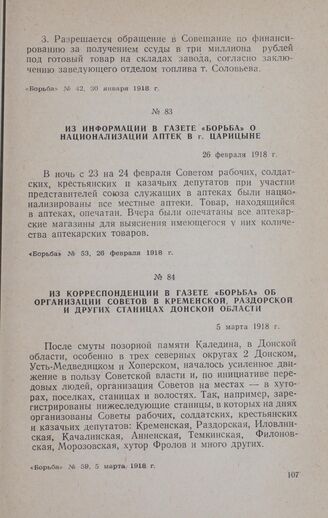 3. Разрешается обращение в Совещание по финанси-
рованию за получением ссуды в три миллиона рублей
под готовый товар на складах завода, согласно заклю-
чению заведующего отделом топлива т. Соловьева.
«Борьба» № 42, 30 января 1918 г.
№ 83
ИЗ ИНФОРМАЦИИ В ГАЗЕТЕ «БОРЬБА» О
НАЦИОНАЛИЗАЦИИ АПТЕК В г. ЦАРИЦЫНЕ
26 февраля 1918 г.
В ночь с 23 на 24 февраля Советом рабочих, солдат-
ских, крестьянских и казачьих депутатов при участии
представителей союза служащих в аптеках были нацио-
нализированы все местные аптеки. Товар, находящийся
в аптеках, опечатан. Вчера были опечатаны все аптекар-
ские магазины для выяснения имеющегося у них количе-
ства аптекарских товаров.
«Борьба» № 53, 26 февраля 1918 г.
№ 84
ИЗ КОРРЕСПОНДЕНЦИИ В ГАЗЕТЕ «БОРЬБА» ОБ
ОРГАНИЗАЦИИ СОВЕТОВ В КРЕМЕНСКОЙ, РАЗДОРСКОЙ
И ДРУГИХ СТАНИЦАХ ДОНСКОЙ ОБЛАСТИ
5 марта 1918 г.
После смуты позорной памяти Каледина, в Донской
области, особенно в трех северных округах 2 Донском,
Усть-Медведицком и Хоперском, началось усиленное дви-
жение в пользу Советской власти и, по инициативе пере-
довых людей, организация Советов на местах — в хуто-
рах, поселках, станицах и волостях. Так, например, заре-
гистрированы нижеследующие станицы, в которых на днях
организованы Советы рабочих, солдатских, крестьянских
и казачьих депутатов: Кременская, Раздорская, Иловлин-
ская, Качалинская, Анненская, Темкинская, Филонов-
ская, Морозовская, хутор Фролов и много других.
«Борьба» № 59, 5 марта 1918 г.
107